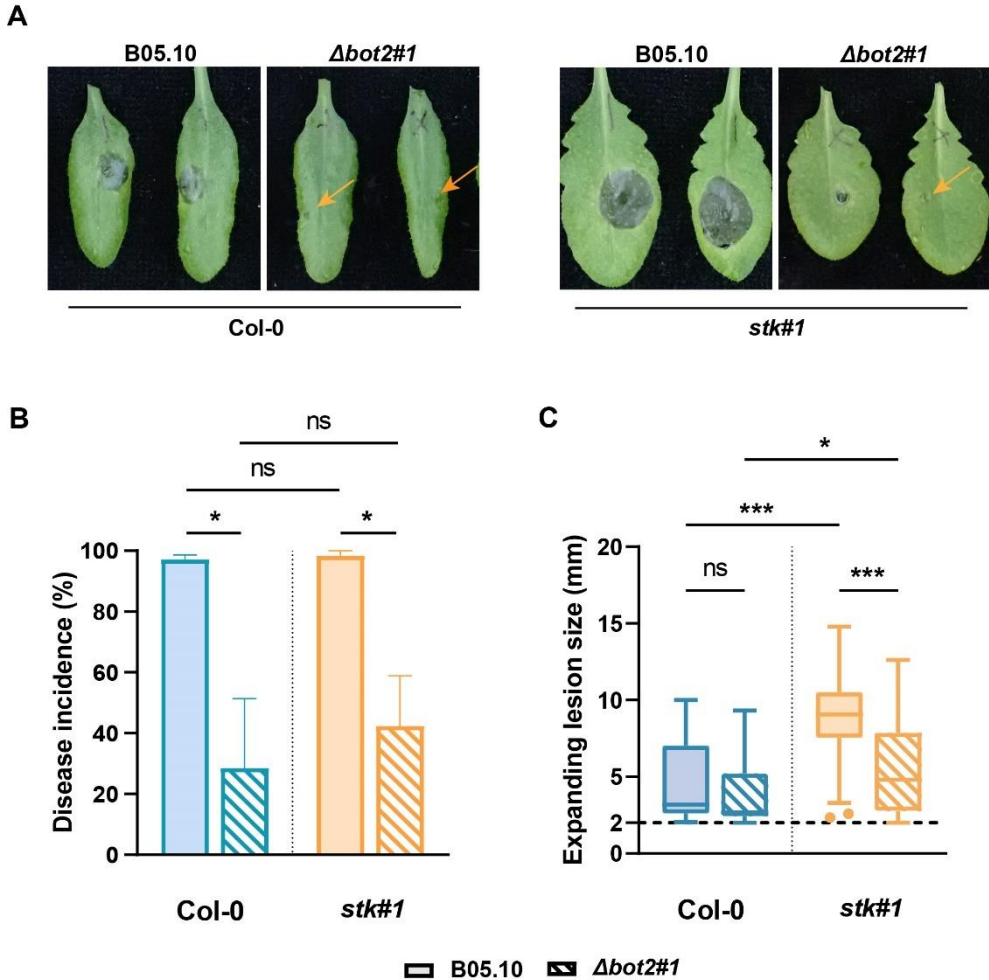 A
B05.10 Δbot2#1 B05.10 Δbot2#1
Col-0 stk#1
B
ns
ns
* *
Disease incidence (%)
100
80
60
40
20
0
Col-0 stk#1
C
*
***
ns ***
Expanding lesion size (mm)
20
15
10
5
2
0
Col-0 stk#1
B05.10 Δbot2#1